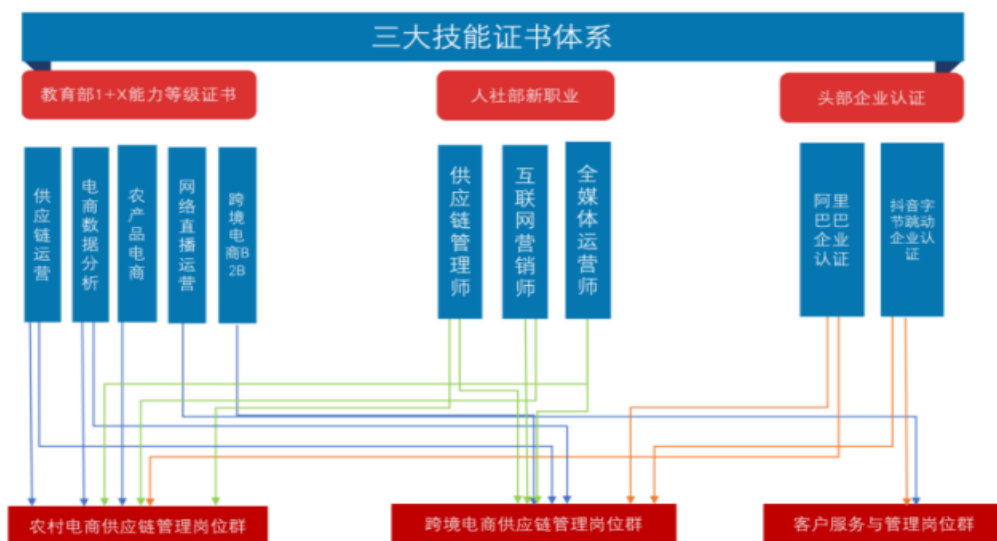 三大技能证书体系
教育部1+X能力等级证书
人社部新职业
头部企业认证
供应链运营
电商数据分析
农产品电商
网络直播运营
跨境电商B2B
供应链管理师
互联网营销师
全媒体运营师
阿里
巴巴
企业
认证
抖音字
节跳动
企业认
证
农村电商供应链管理岗位群
跨境电商供应链管理岗位群
客户服务与管理岗位群